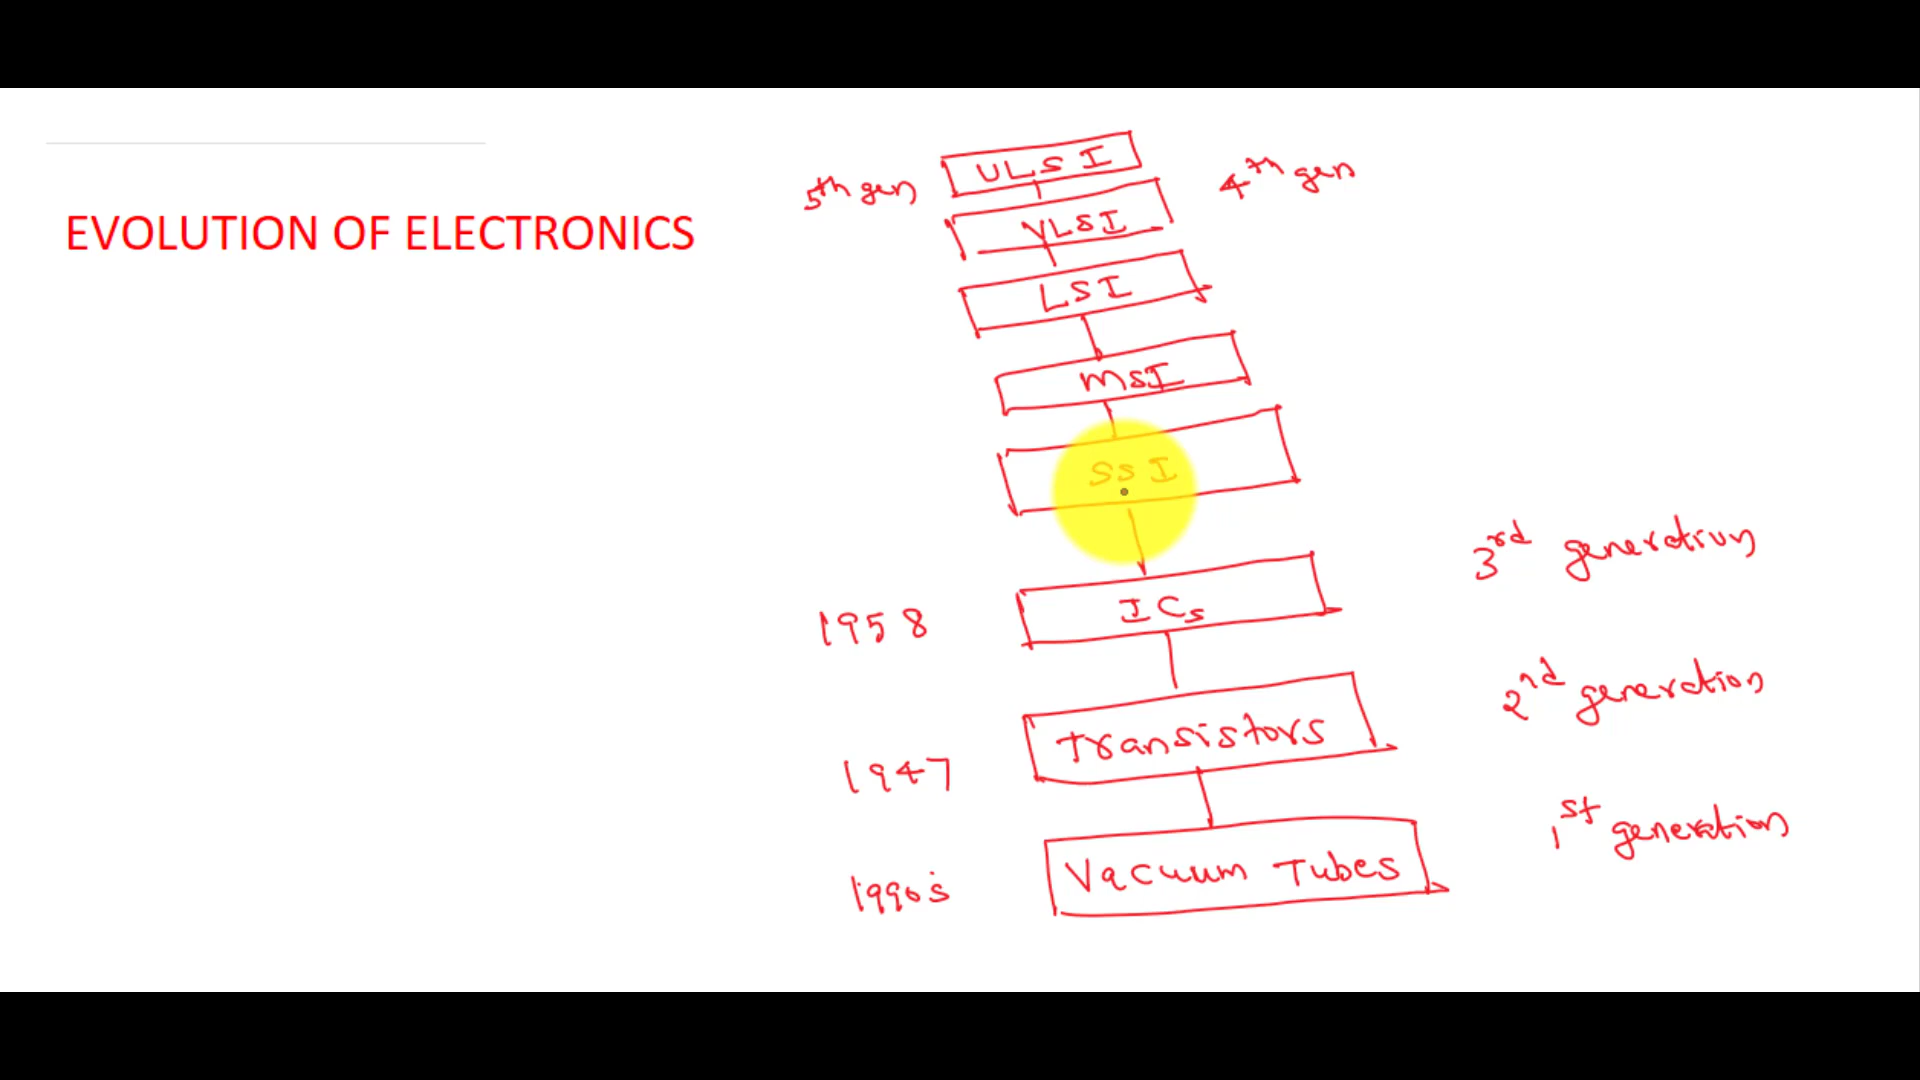 EVOLUTION OF ELECTRONICS
5th gen
ULSI
4th gen
VLSI
LSI
MSI
SSI
3rd generation
1958
ICs
2nd generation
1947
Transistors
1st generation
1990's
Vacuum Tubes